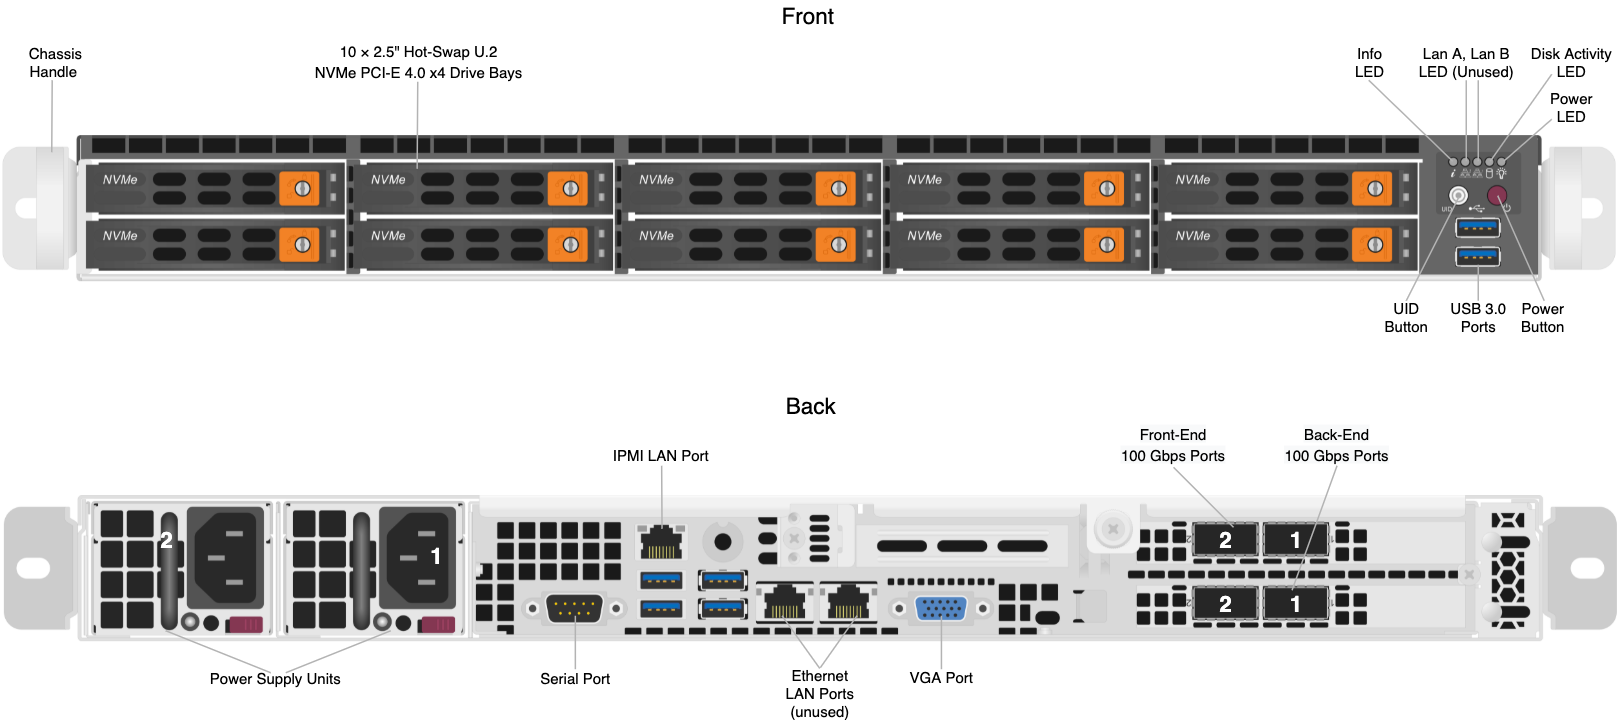 Front
Chassis
Handle
10 × 2.5" Hot-Swap U.2
NVMe PCI-E 4.0 x4 Drive Bays
Info
LED
Lan A, Lan B
LED (Unused)
Disk Activity
LED
Power
LED
NVMe NVMe NVMe NVMe NVMe
NVMe NVMe NVMe NVMe NVMe
i
UID
UID
Button
USB 3.0
Ports
Power
Button
Back
IPMI LAN Port
Front-End
100 Gbps Ports
Back-End
100 Gbps Ports
2 1
2 1
2 1
Power Supply Units
Serial Port
Ethernet
LAN Ports
(unused)
VGA Port